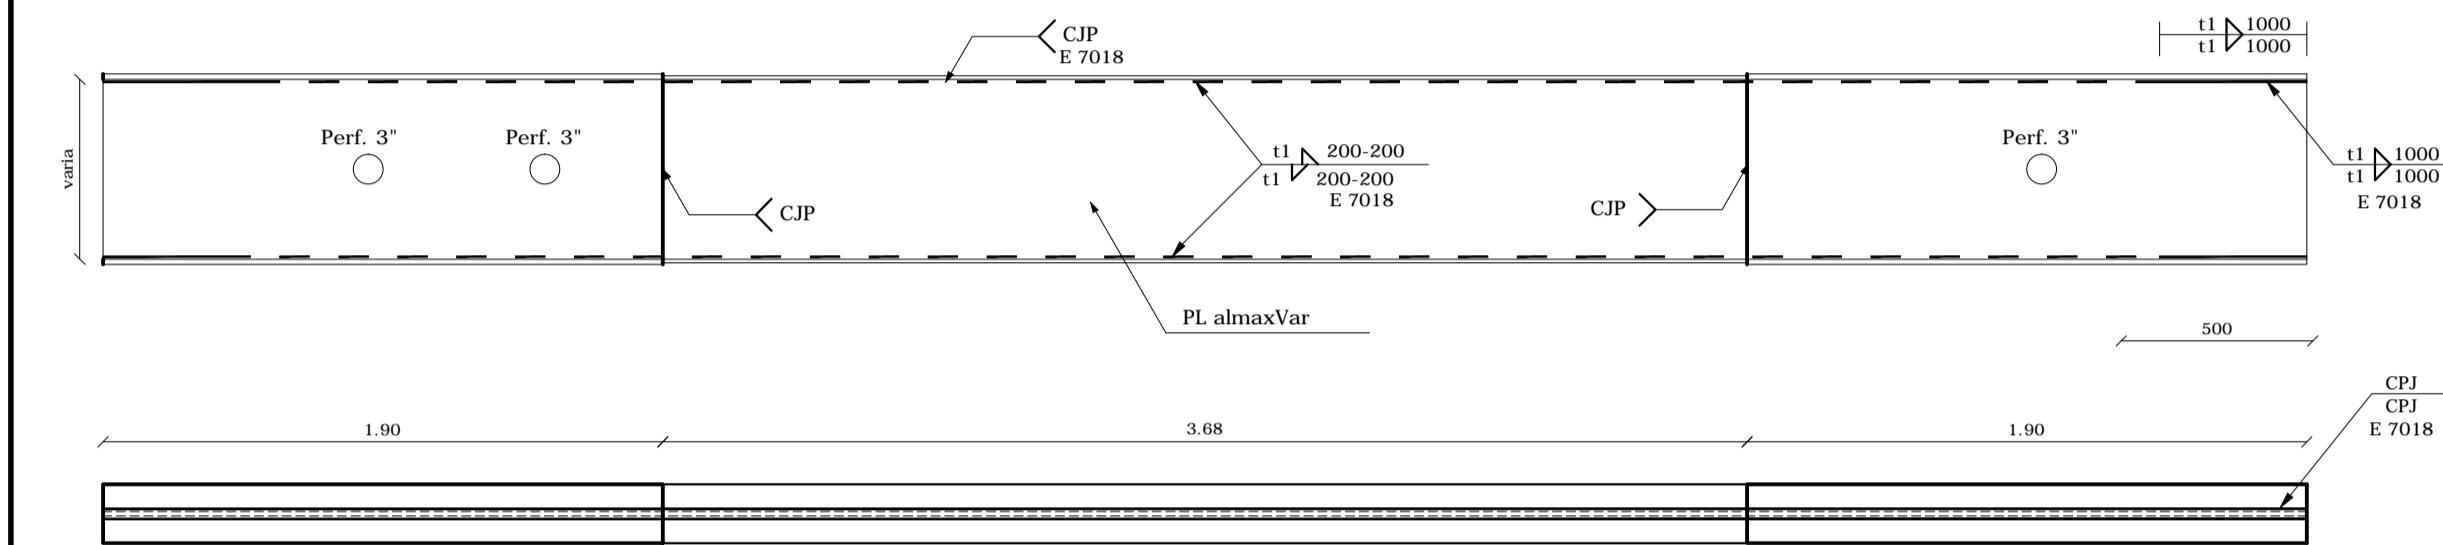 t1 1000
t1 1000
CJP
E 7018
Perf. 3"
Perf. 3"
Perf. 3"
varia
t1 200-200
t1 200-200
E 7018
t1 1000
t1 1000
E 7018
CJP
CJP
PL almaxVar
500
CPJ
CPJ
E 7018
1.90
3.68
1.90